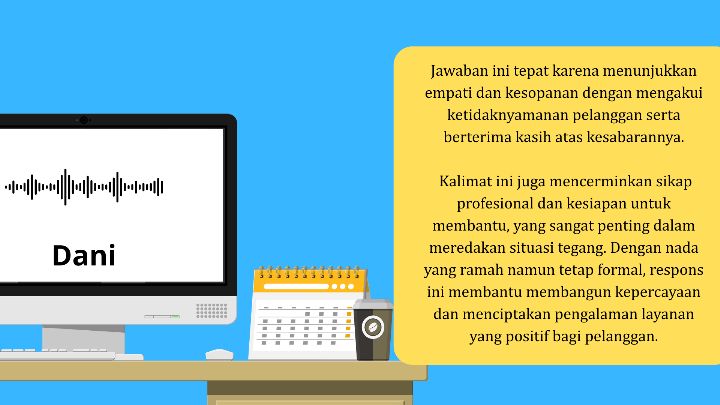 Dani
Jawaban ini tepat karena menunjukkan
empati dan kesopanan dengan mengakui
ketidaknyamanan pelanggan serta
berterima kasih atas kesabarannya.
Kalimat ini juga mencerminkan sikap
profesional dan kesiapan untuk
membantu, yang sangat penting dalam
meredakan situasi tegang. Dengan nada
yang ramah namun tetap formal, respons
ini membantu membangun kepercayaan
dan menciptakan pengalaman layanan
yang positif bagi pelanggan.